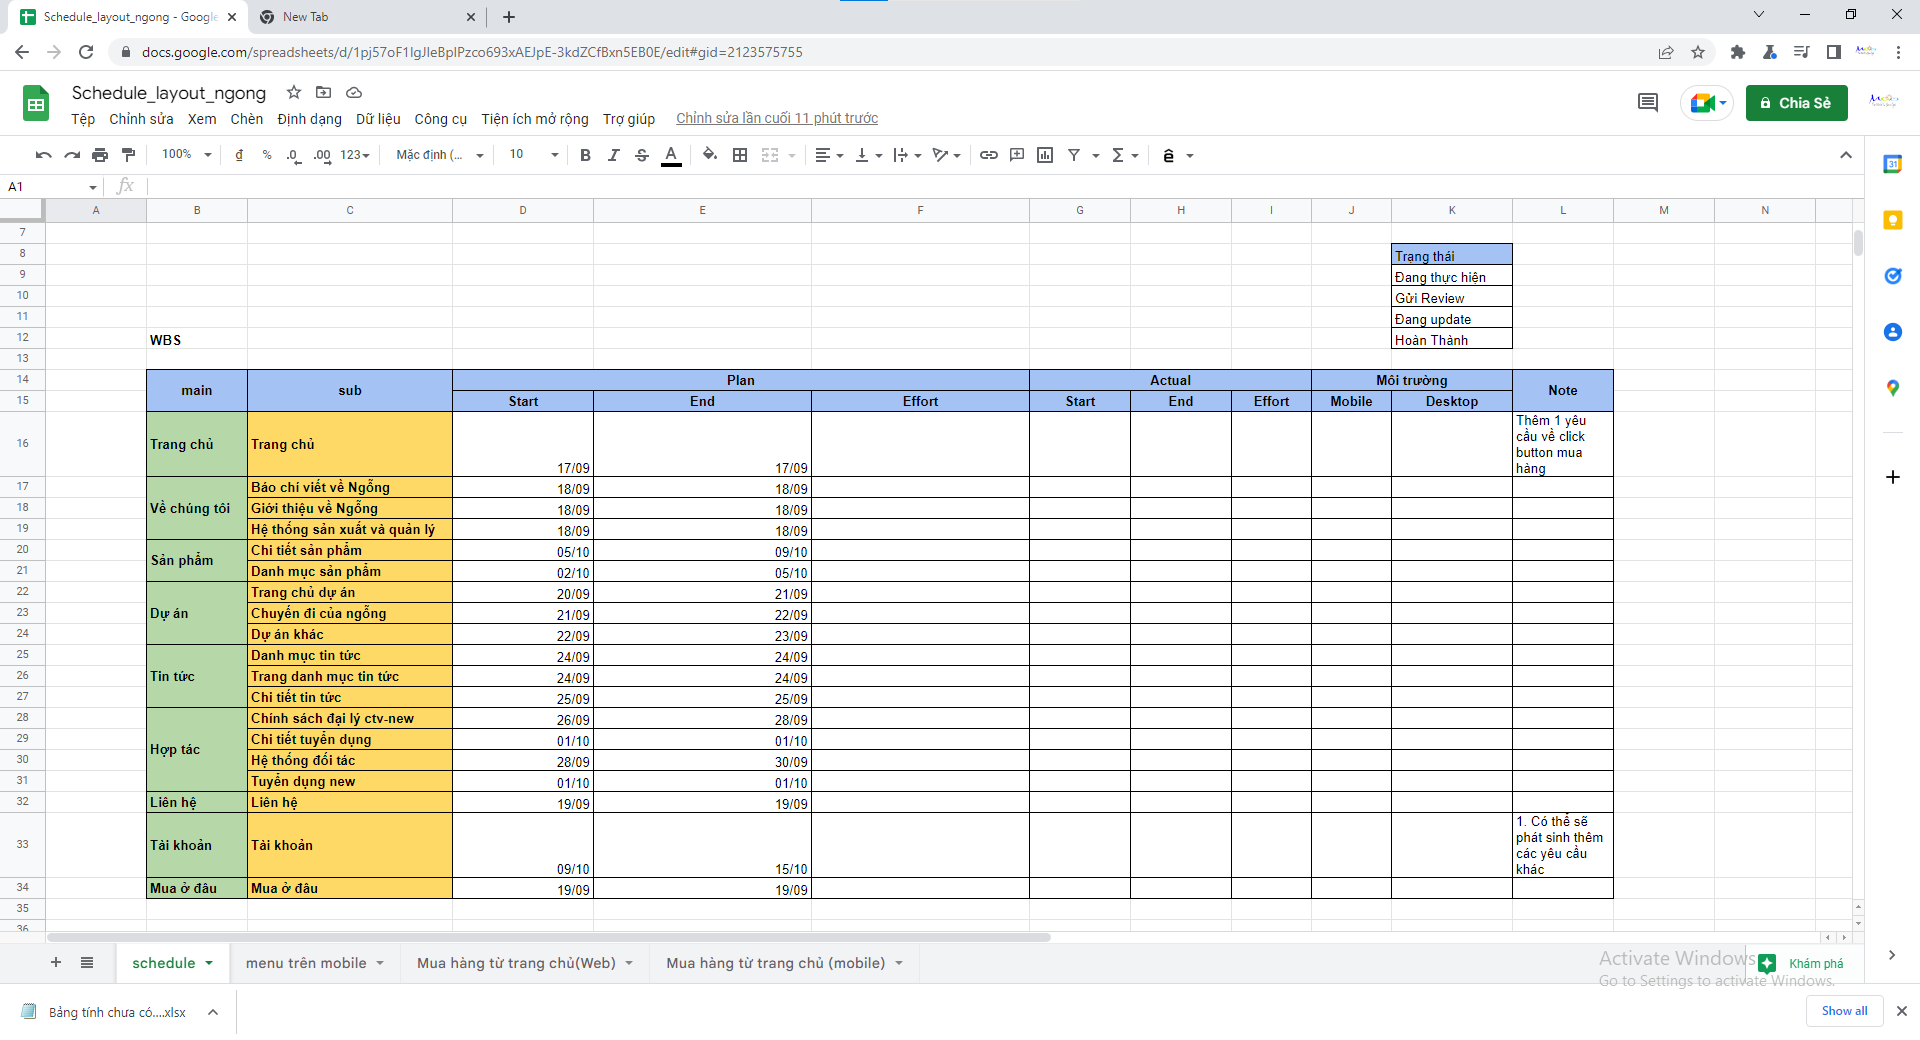 Schedule_layout_ngong - Google
New Tab
docs.google.com/spreadsheets/d/1pj57oF1IgJleBplPzco693xAEJpE-3kdZCfBxn5EB0E/edit#gid=2123575755
Schedule_layout_ngong
Tệp Chỉnh sửa Xem Chèn Định dạng Dữ liệu Công cụ Tiện ích mở rộng Trợ giúp Chỉnh sửa lần cuối 11 phút trước
Chia Sẻ
100% đ % .0 .00 123 Mặc định (... 10 B I S A Σ ê
31
A1 fx
A B C D E F G H I J K L M N
7
8 Trạng thái
9 Đang thực hiện
10 Gửi Review
11 Đang update
12 WBS Hoàn Thành
13
14 main sub Plan Actual Môi trường Note
15 Start End Effort Start End Effort Mobile Desktop
16 Trang chủ Trang chủ 17/09 17/09 Thêm 1 yêu
cầu về click
button mua
hàng
17 Báo chí viết về Ngỗng 18/09 18/09
18 Về chúng tôi Giới thiệu về Ngỗng 18/09 18/09
19 Hệ thống sản xuất và quản lý 18/09 18/09
20 Sản phẩm Chi tiết sản phẩm 05/10 09/10
21 Danh mục sản phẩm 02/10 05/10
22 Trang chủ dự án 20/09 21/09
23 Dự án Chuyến đi của ngỗng 21/09 22/09
24 Dự án khác 22/09 23/09
25 Danh mục tin tức 24/09 24/09
26 Tin tức Trang danh mục tin tức 24/09 24/09
27 Chi tiết tin tức 25/09 25/09
28 Chính sách đại lý ctv-new 26/09 28/09
29 Hợp tác Chi tiết tuyển dụng 01/10 01/10
30 Hệ thống đối tác 28/09 30/09
31 Tuyển dụng new 01/10 01/10
32 Liên hệ Liên hệ 19/09 19/09
33 Tài khoản Tài khoản 09/10 15/10 1. Có thể sẽ
phát sinh thêm
các yêu cầu
khác
34 Mua ở đâu Mua ở đâu 19/09 19/09
35
36
schedule menu trên mobile Mua hàng từ trang chủ(Web) Mua hàng từ trang chủ (mobile)
Khám phá
Activate Windows
Go to Settings to activate Windows.
Bảng tính chưa có....xlsx
Show all